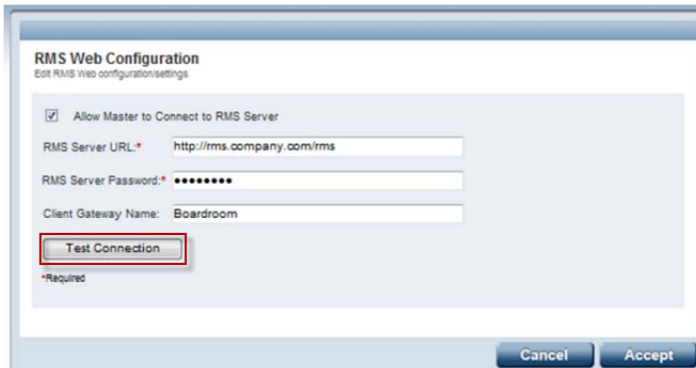 RMS Web Configuration
Edit RMS Web configuration settings
Allow Master to Connect to RMS Server
RMS Server URL:* http://rms.company.com/rms
RMS Server Password:* ••••••••
Client Gateway Name: Boardroom
Test Connection
*Required
Cancel Accept